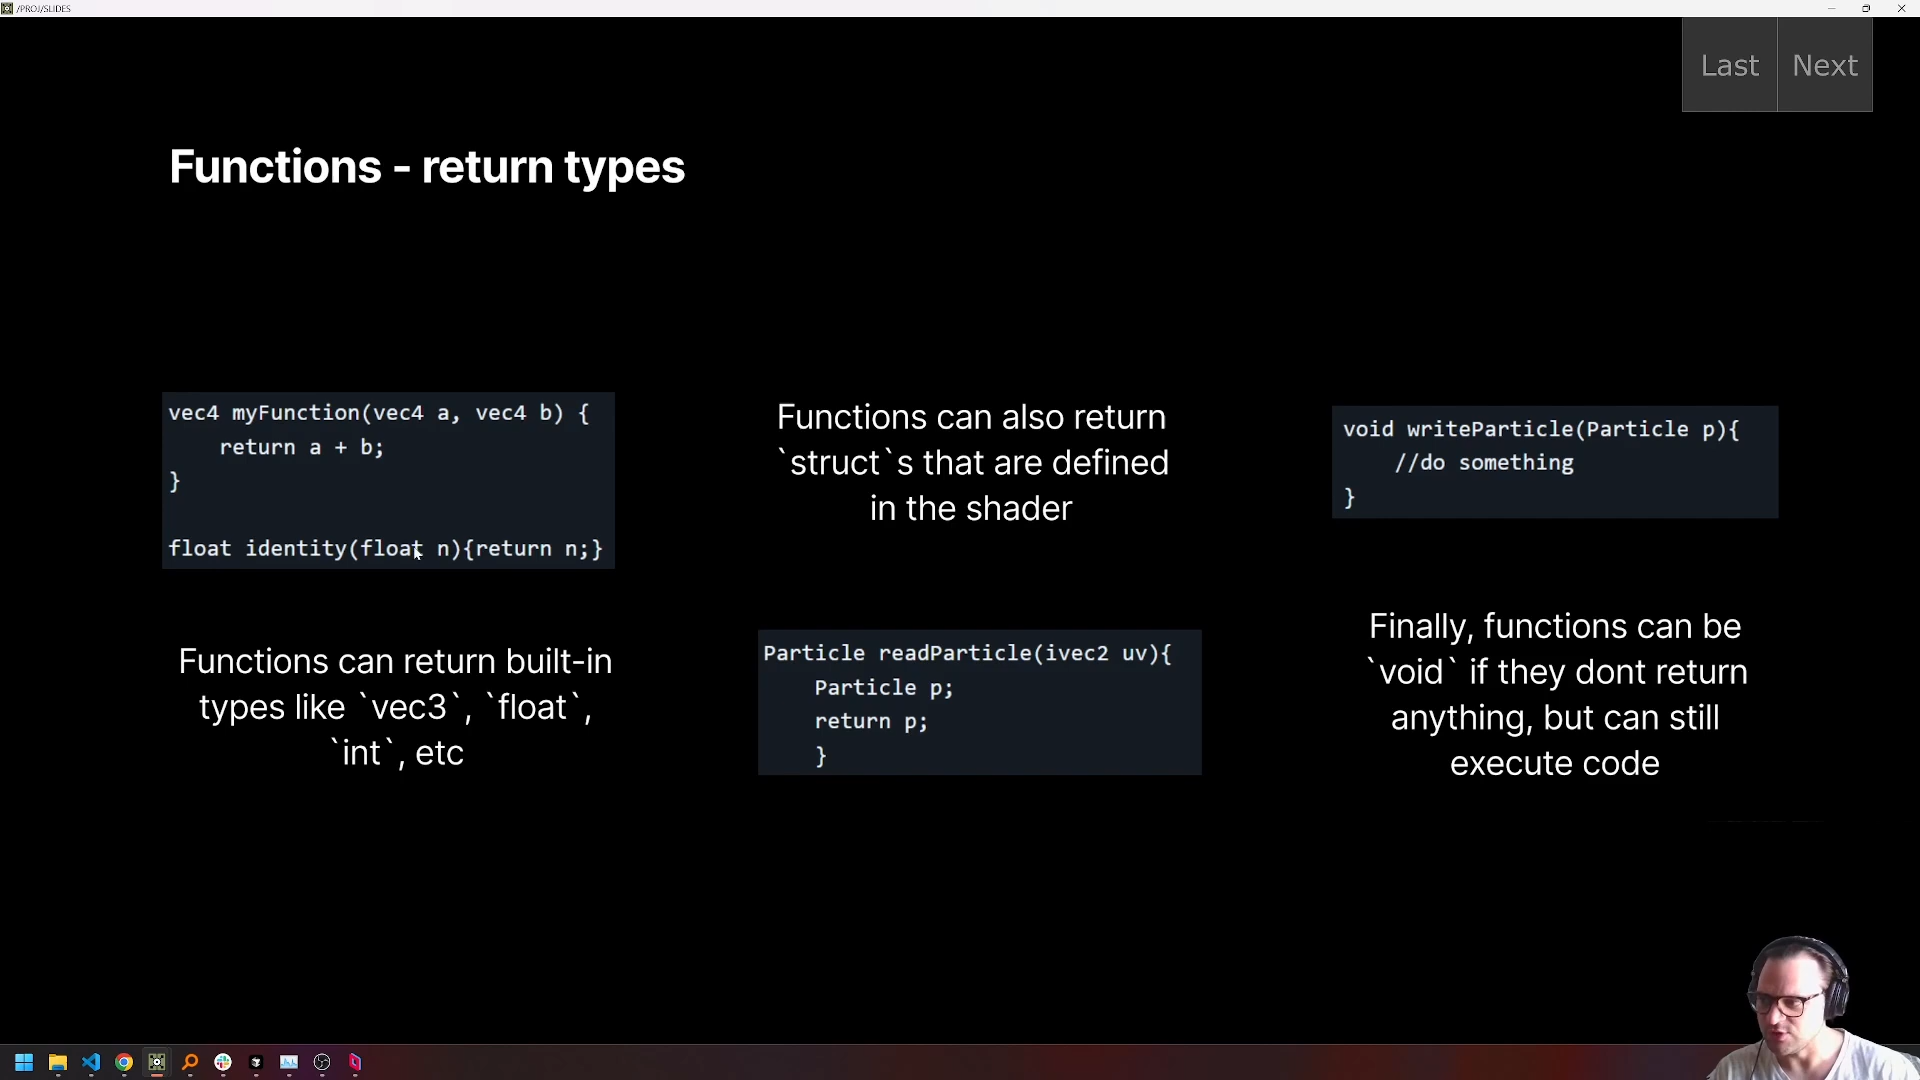 /PROJ/SLIDES
Last
Next
Functions - return types
vec4 myFunction(vec4 a, vec4 b) {
return a + b;
}
float identity(float n){return n;}
Functions can return built-in
types like `vec3`, `float`,
`int`, etc
Functions can also return
`struct`s that are defined
in the shader
Particle readParticle(ivec2 uv){
Particle p;
return p;
}
void writeParticle(Particle p){
//do something
}
Finally, functions can be
`void` if they dont return
anything, but can still
execute code